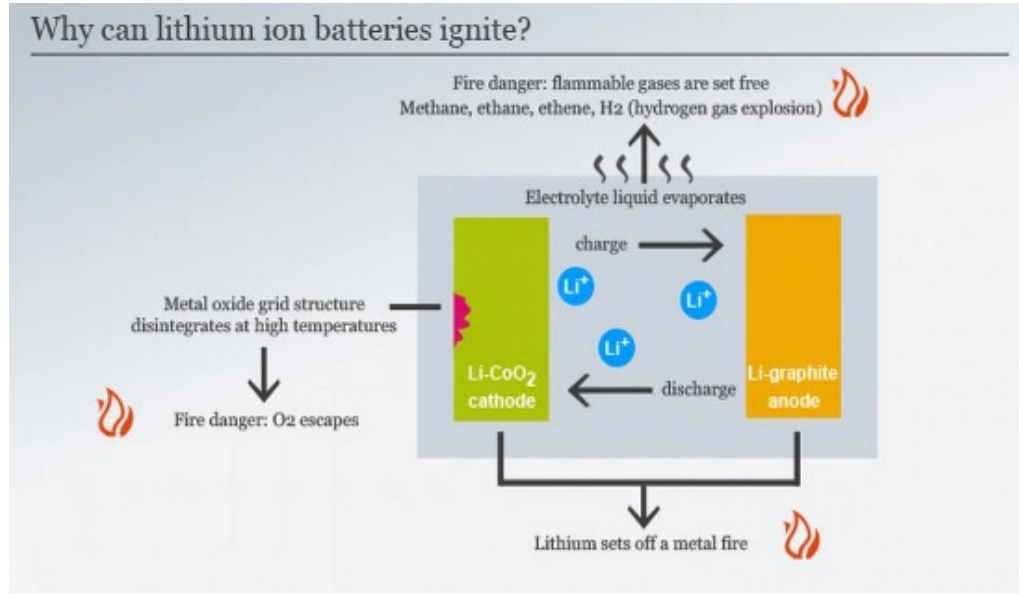 Why can lithium ion batteries ignite?
Fire danger: flammable gases are set free
Methane, ethane, ethene, H2 (hydrogen gas explosion)
Electrolyte liquid evaporates
charge
Li⁺
Li⁺
Li⁺
Metal oxide grid structure
disintegrates at high temperatures
Li-CoO₂
cathode
discharge
Li-graphite
anode
Fire danger: O2 escapes
Lithium sets off a metal fire